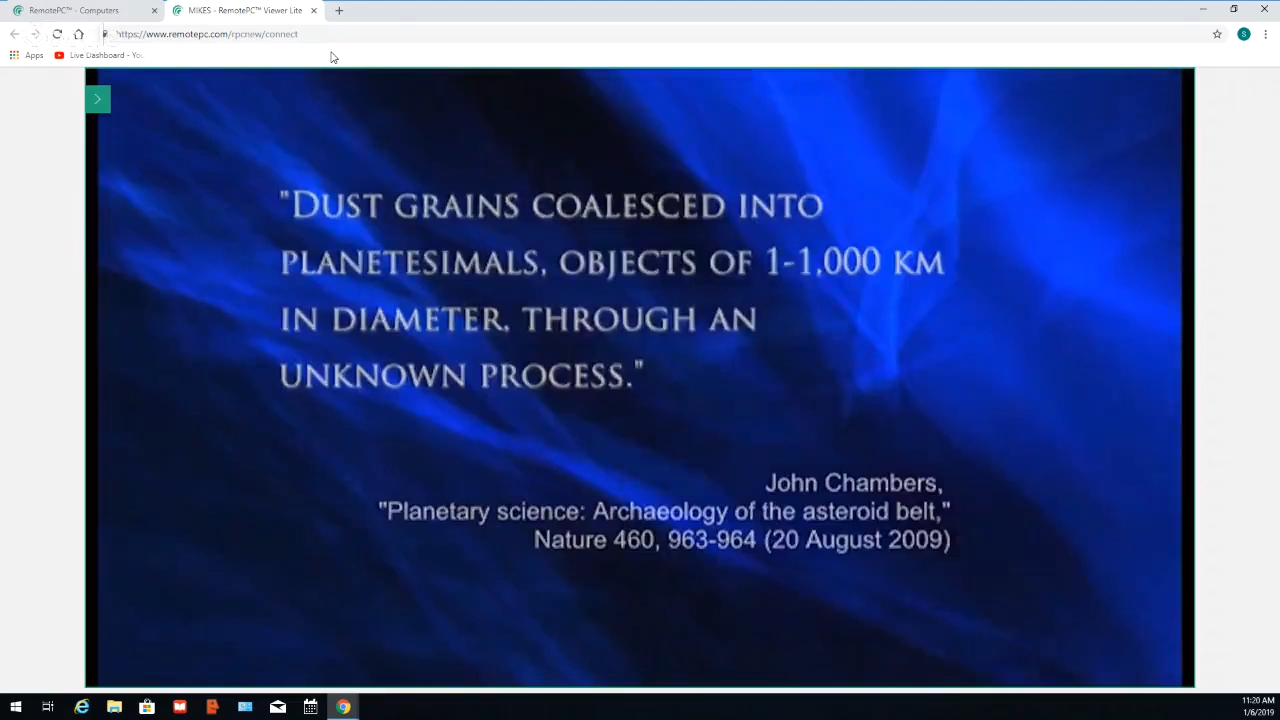 RemotePC™ - Computers
MIKES - RemotePC™ Viewer Lite
https://www.remotepc.com/rpcnew/connect
S
Apps
Live Dashboard - You
"Dust grains coalesced into
planetesimals, objects of 1-1,000 km
in diameter, through an
unknown process."
John Chambers,
"Planetary science: Archaeology of the asteroid belt,"
Nature 460, 963-964 (20 August 2009)
11:20 AM
1/6/2019